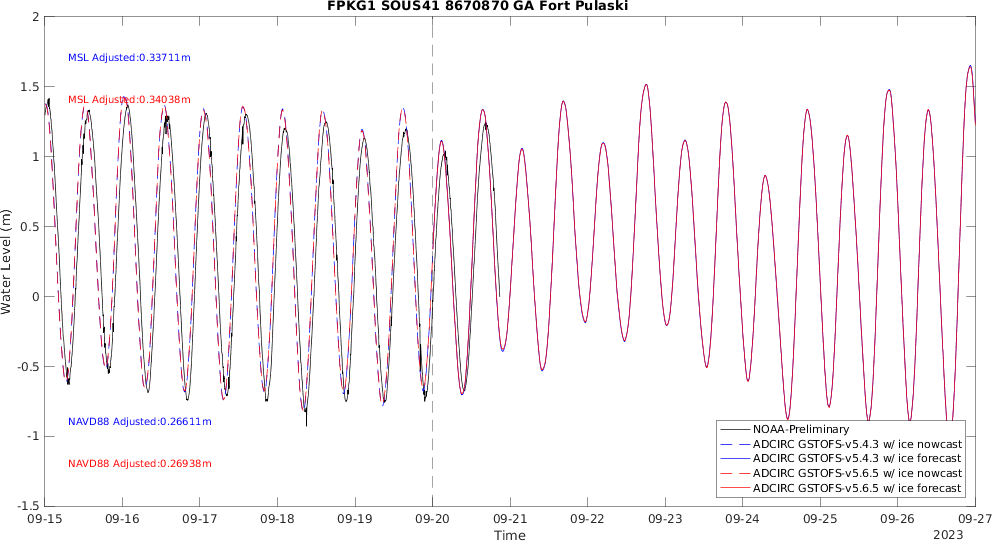 FPKG1 SOUS41 8670870 GA Fort Pulaski
2
1.5
1
0.5
0
-0.5
-1
-1.5
Water Level (m)
MSL Adjusted:0.33711m
MSL Adjusted:0.34038m
NAVD88 Adjusted:0.26611m
NAVD88 Adjusted:0.26938m
NOAA-Preliminary
ADCIRC GSTOFS-v5.4.3 w/ ice nowcast
ADCIRC GSTOFS-v5.4.3 w/ ice forecast
ADCIRC GSTOFS-v5.6.5 w/ ice nowcast
ADCIRC GSTOFS-v5.6.5 w/ ice forecast
09-15 09-16 09-17 09-18 09-19 09-20 09-21 09-22 09-23 09-24 09-25 09-26 09-27
Time
2023